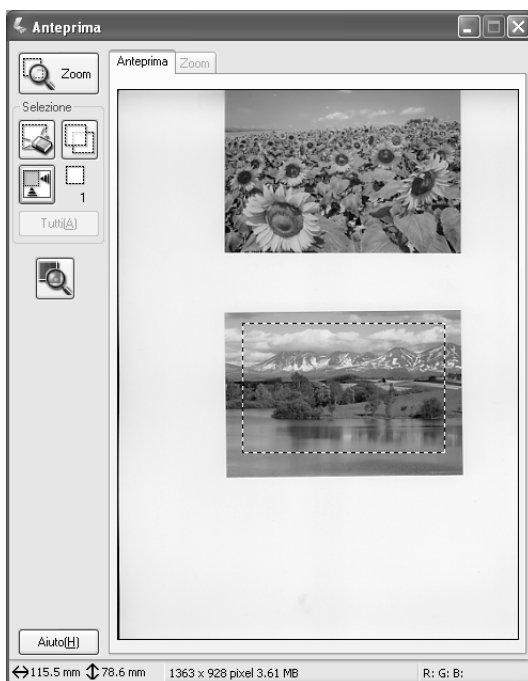 Anteprima
Anteprima Zoom
Zoom
Selezione
1
Tutti(A)
Aiuto(H)
115.5 mm 78.6 mm 1363 x 928 pixel 3.61 MB R: G: B: